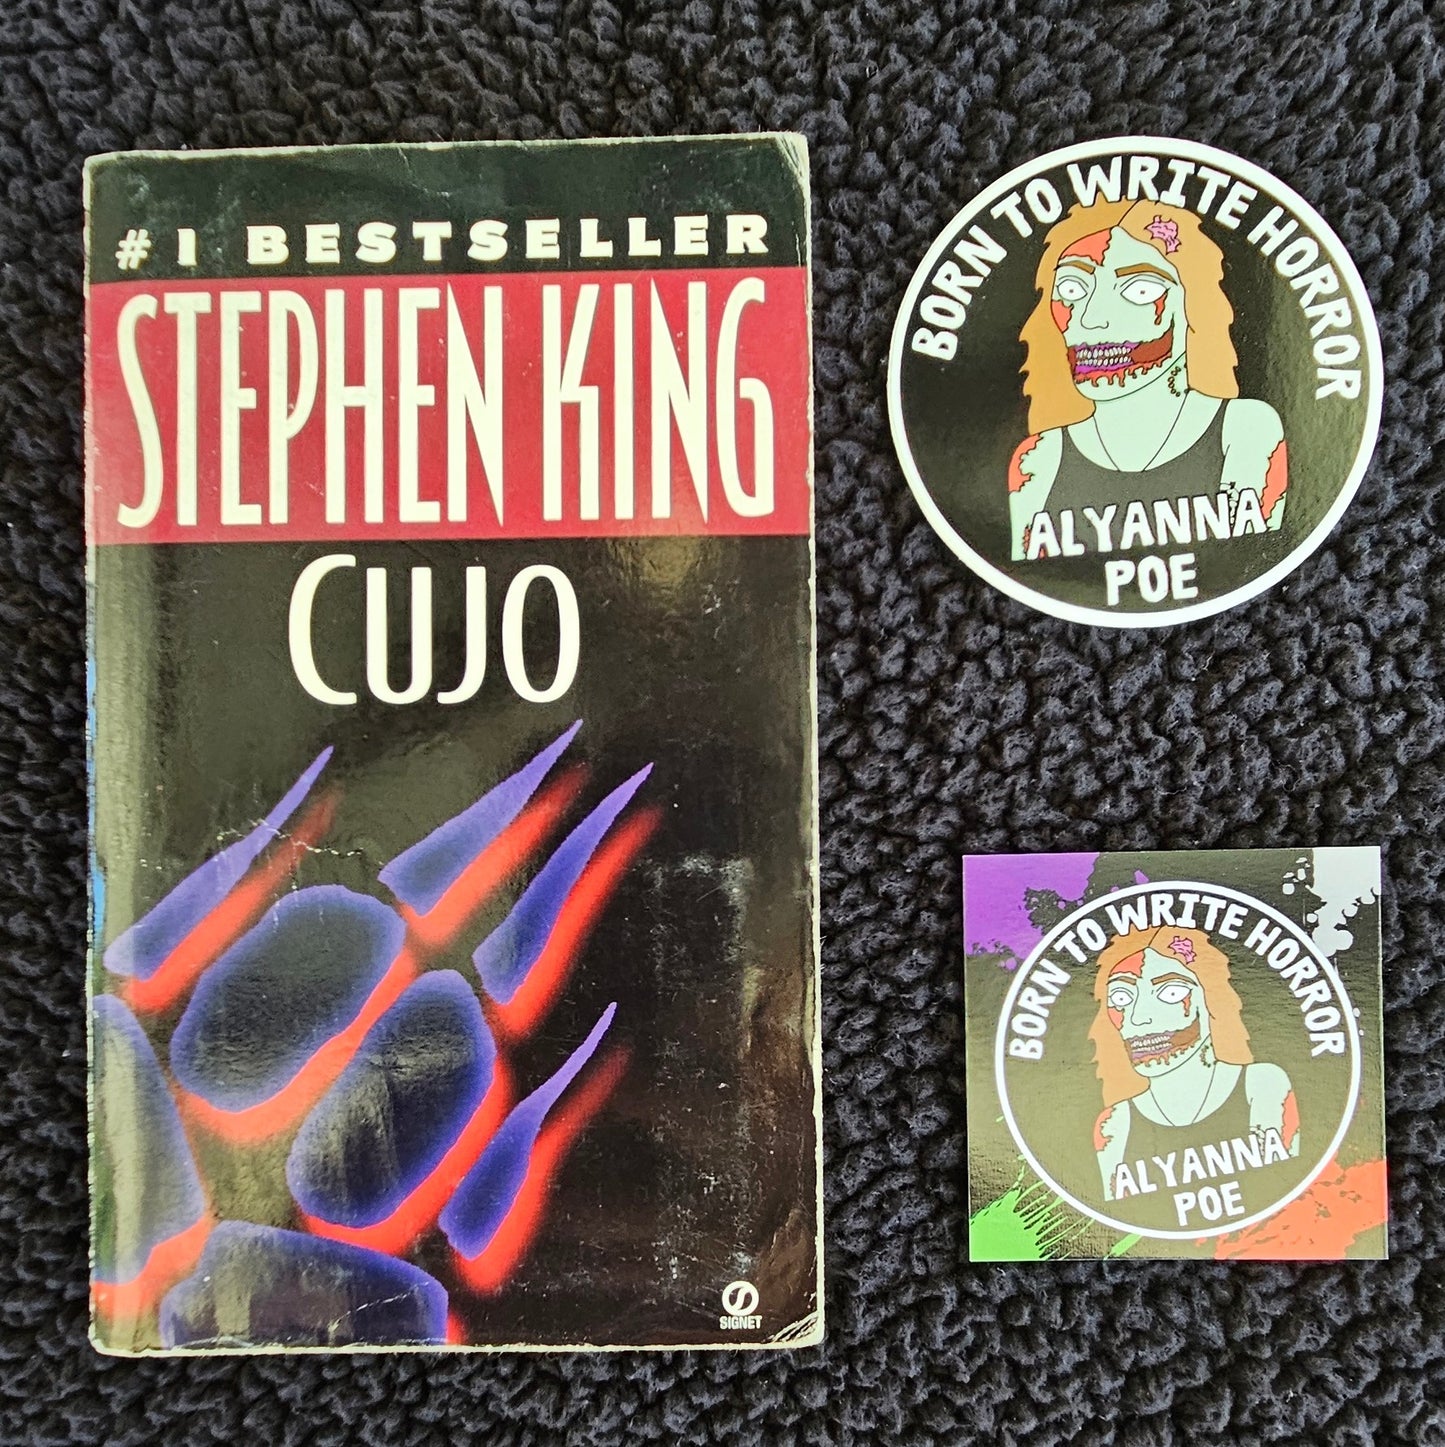 #1 BESTSELLER
STEPHEN KING
CUJO
SIGNET
BORN TO WRITE HORROR
ALYANNA
POE
BORN TO WRITE HORROR
ALYANNA
POE